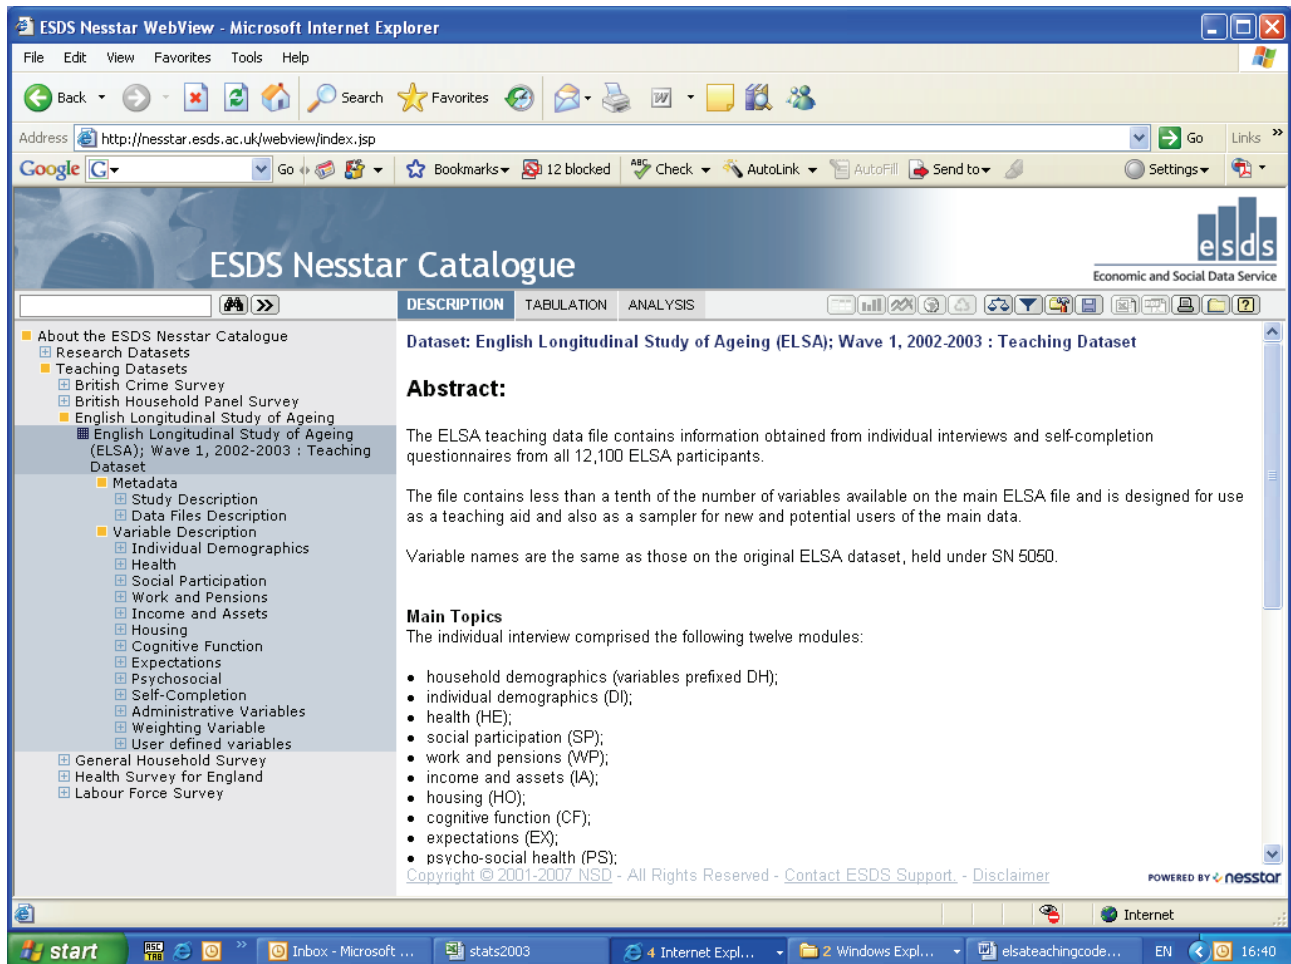 ESDS Nesstar WebView - Microsoft Internet Explorer
File Edit View Favorites Tools Help
Back Search Favorites
Address http://nesstar.esds.ac.uk/webview/index.jsp Go Links »
Google G Go Bookmarks 12 blocked ABC Check AutoLink AutoFill Send to Settings
ESDS Nesstar Catalogue
esds
Economic and Social Data Service
DESCRIPTION TABULATION ANALYSIS
About the ESDS Nesstar Catalogue
Research Datasets
Teaching Datasets
British Crime Survey
British Household Panel Survey
English Longitudinal Study of Ageing
English Longitudinal Study of Ageing
(ELSA); Wave 1, 2002-2003 : Teaching
Dataset
Metadata
Study Description
Data Files Description
Variable Description
Individual Demographics
Health
Social Participation
Work and Pensions
Income and Assets
Housing
Cognitive Function
Expectations
Psychosocial
Self-Completion
Administrative Variables
Weighting Variable
User defined variables
General Household Survey
Health Survey for England
Labour Force Survey
Dataset: English Longitudinal Study of Ageing (ELSA); Wave 1, 2002-2003 : Teaching Dataset
Abstract:
The ELSA teaching data file contains information obtained from individual interviews and self-completion
questionnaires from all 12,100 ELSA participants.
The file contains less than a tenth of the number of variables available on the main ELSA file and is designed for use
as a teaching aid and also as a sampler for new and potential users of the main data.
Variable names are the same as those on the original ELSA dataset, held under SN 5050.
Main Topics
The individual interview comprised the following twelve modules:
• household demographics (variables prefixed DH);
• individual demographics (DI);
• health (HE);
• social participation (SP);
• work and pensions (WP);
• income and assets (IA);
• housing (HO);
• cognitive function (CF);
• expectations (EX);
• psycho-social health (PS);
Copyright © 2001-2007 NSD - All Rights Reserved - Contact ESDS Support. - Disclaimer
POWERED BY nesstar
Internet
start ASC TAB » Inbox - Microsoft ... stats2003 4 Internet Expl... 2 Windows Expl... elsateachingcode... EN 16:40